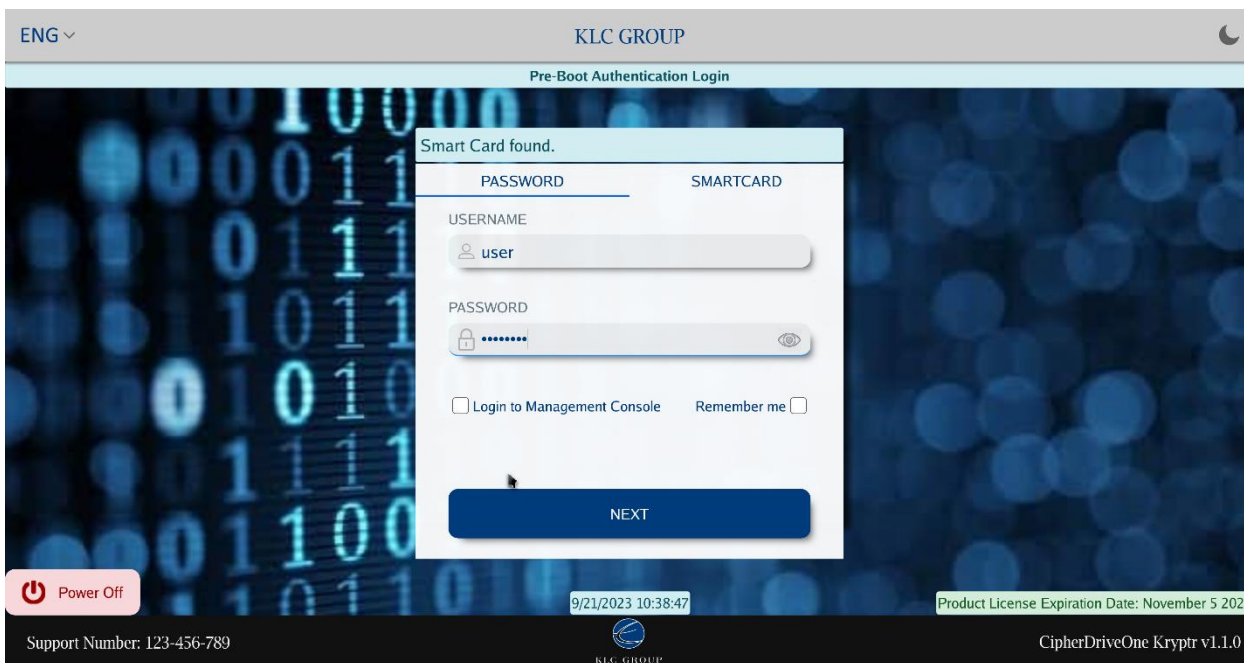 ENG
KLC GROUP
Pre-Boot Authentication Login
Smart Card found.
PASSWORD SMARTCARD
USERNAME
user
PASSWORD
••••••••
Login to Management Console Remember me
NEXT
Power Off
9/21/2023 10:38:47
Product License Expiration Date: November 5 202
Support Number: 123-456-789
KLC GROUP
CipherDriveOne Kryptr v1.1.0